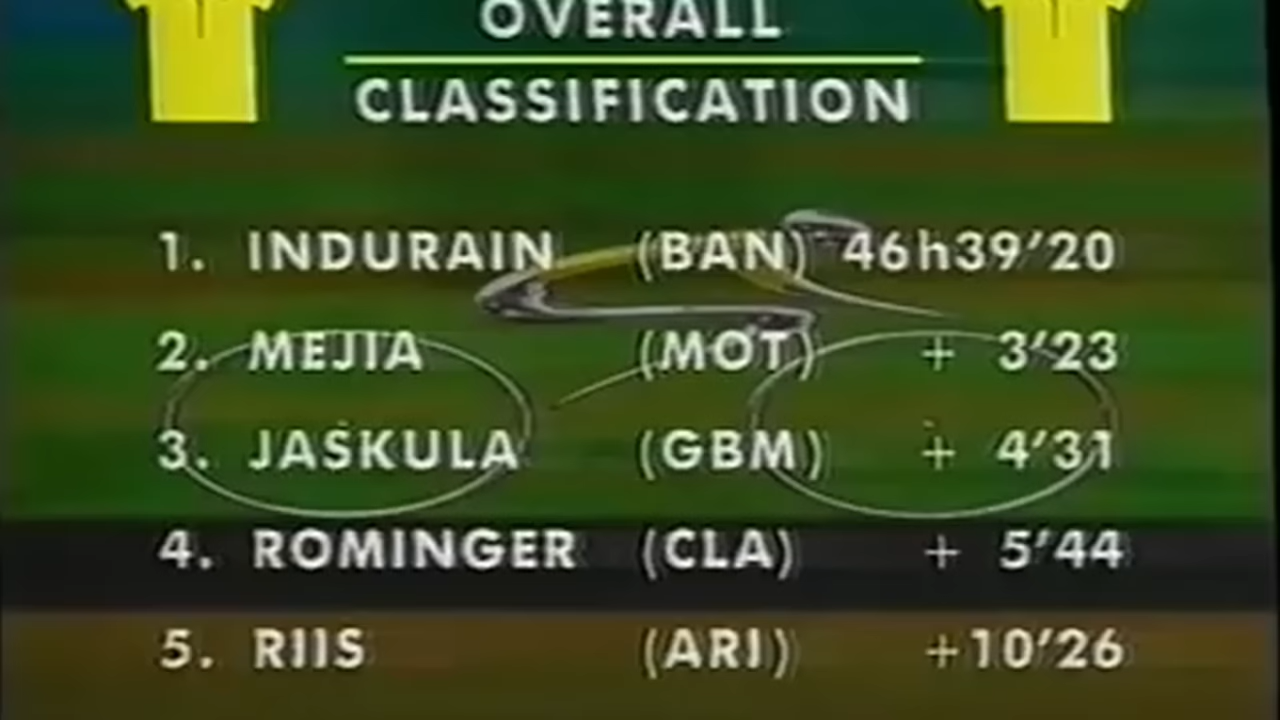 OVERALL
CLASSIFICATION
1. INDURAIN (BAN) 46h39'20
2. MEJIA (MOT) + 3'23
3. JASKULA (GBM) + 4'31
4. ROMINGER (CLA) + 5'44
5. RIIS (ARI) +10'26